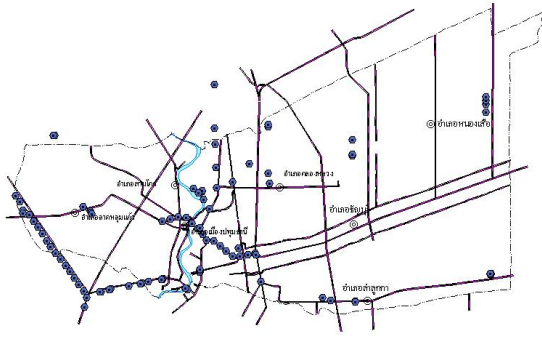 อำเภอหนองเสือ
อำเภอสามโคก
อำเภอคลองหลวง
อำเภอลาดหลุมแก้ว
อำเภอธัญบุรี
อำเภอเมืองปทุมธานี
อำเภอลำลูกกา